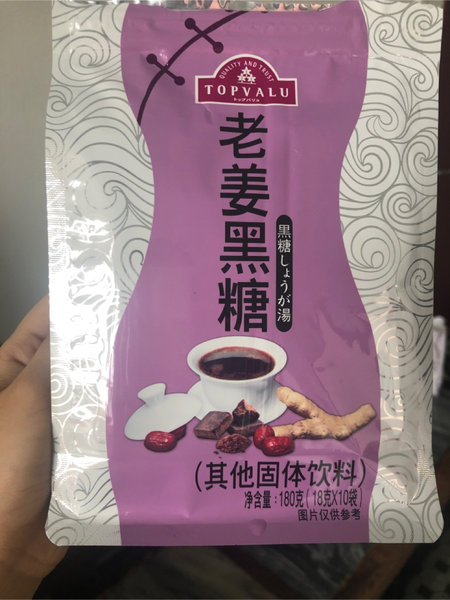 QUALITY AND TRUST
TOPVALU
トップバリュ
老姜黑糖
黒糖しょうが湯
(其他固体饮料)
净含量:180克(18克X10袋)
图片仅供参考